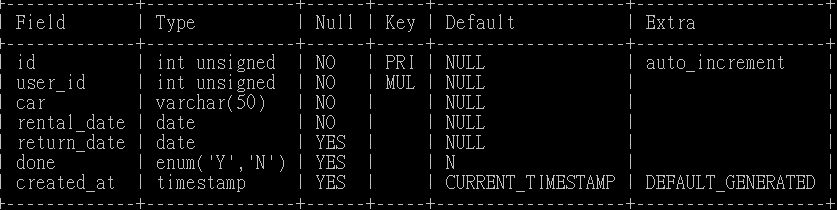 +-------------+---------------+------+-----+-------------------+-------------------+
| Field | Type | Null | Key | Default | Extra |
+-------------+---------------+------+-----+-------------------+-------------------+
| id | int unsigned | NO | PRI | NULL | auto_increment |
| user_id | int unsigned | NO | MUL | NULL | |
| car | varchar(50) | NO | | NULL | |
| rental_date | date | NO | | NULL | |
| return_date | date | YES | | NULL | |
| done | enum('Y','N') | YES | | N | |
| created_at | timestamp | YES | | CURRENT_TIMESTAMP | DEFAULT_GENERATED |
+-------------+---------------+------+-----+-------------------+-------------------+